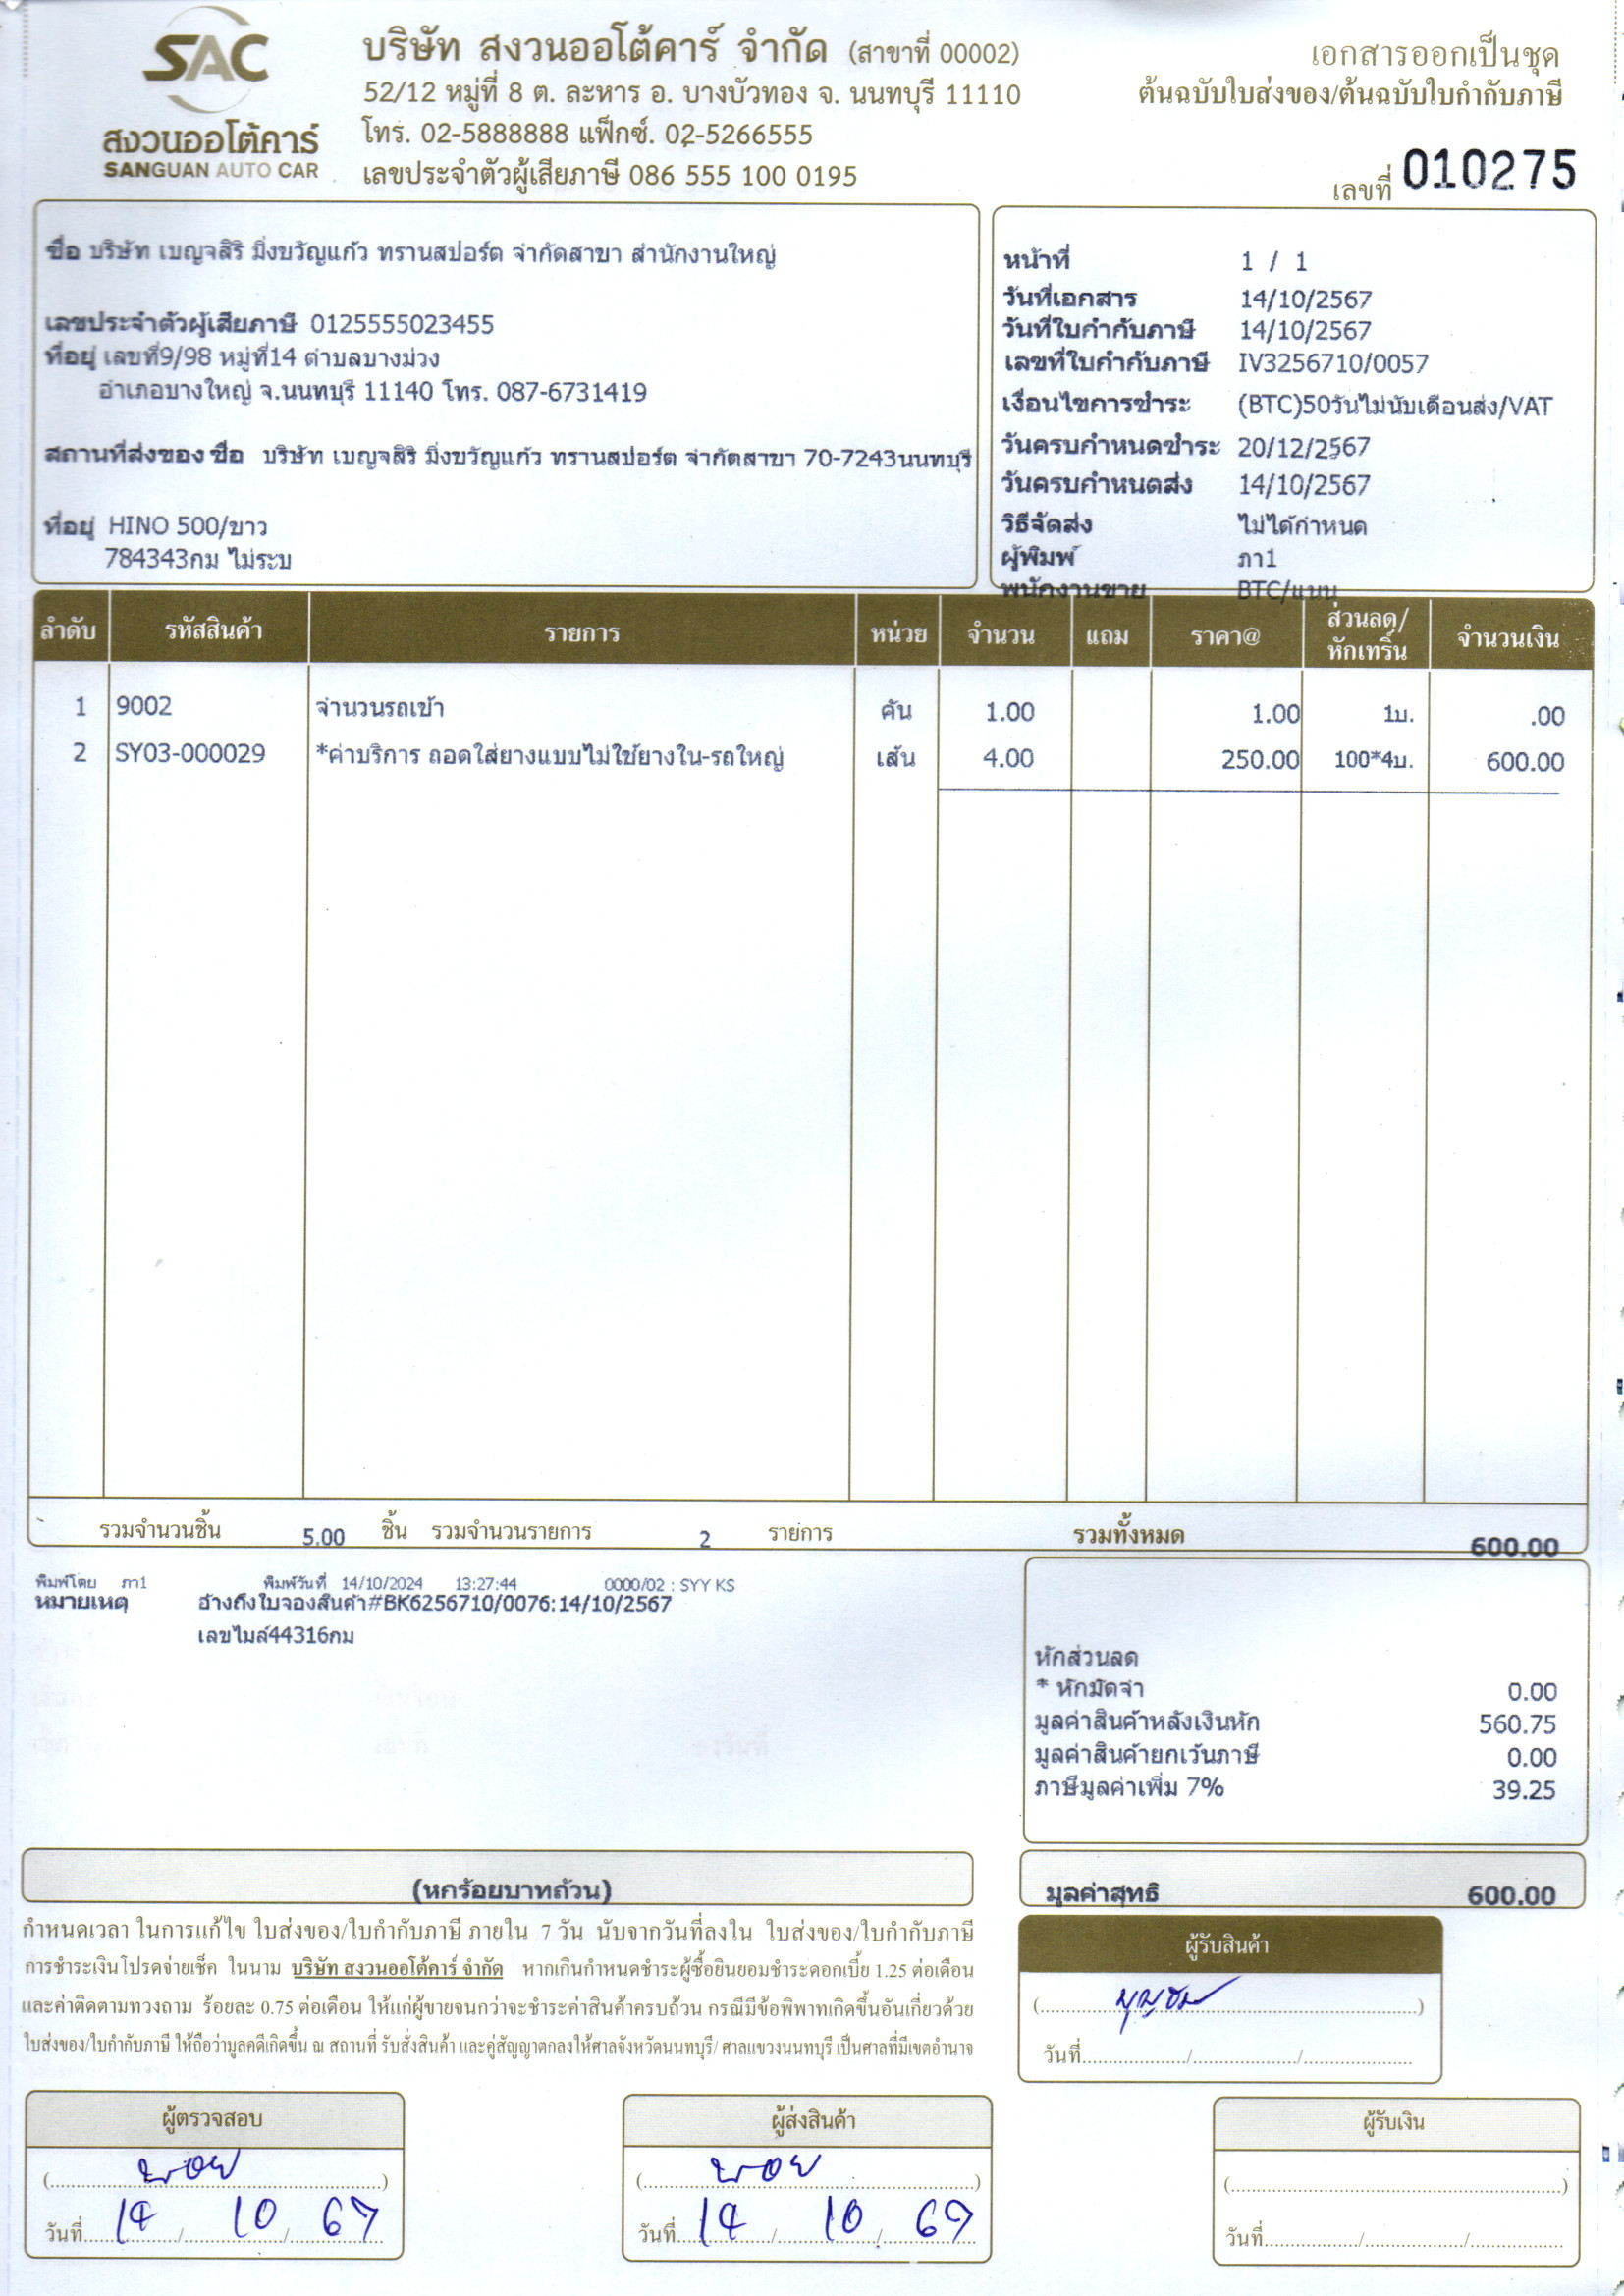 SAC
สงวนออโต้คาร์
SANGUAN AUTO CAR
บริษัท สงวนออโต้คาร์ จำกัด (สาขาที่ 00002)
52/12 หมู่ที่ 8 ต. ละหาร อ. บางบัวทอง จ. นนทบุรี 11110
โทร. 02-5888888 แฟ็กซ์. 02-5266555
เลขประจำตัวผู้เสียภาษี 086 555 100 0195
เอกสารออกเป็นชุด
ต้นฉบับใบส่งของ/ต้นฉบับใบกำกับภาษี
เลขที่ 010275
ชื่อ บริษัท เบญจสิริ มิ่งขวัญแก้ว ทรานสปอร์ต จำกัดสาขา สำนักงานใหญ่
เลขประจำตัวผู้เสียภาษี 0125555023455
ที่อยู่ เลขที่9/98 หมู่ที่14 ตำบลบางม่วง
อำเภอบางใหญ่ จ.นนทบุรี 11140 โทร. 087-6731419
สถานที่ส่งของ ชื่อ บริษัท เบญจสิริ มิ่งขวัญแก้ว ทรานสปอร์ต จำกัดสาขา 70-7243นนทบุรี
ที่อยู่ HINO 500/ขาว
784343กม ไม่ระบ
หน้าที่ 1 / 1
วันที่เอกสาร 14/10/2567
วันที่ใบกำกับภาษี 14/10/2567
เลขที่ใบกำกับภาษี IV3256710/0057
เงื่อนไขการชำระ (BTC)50วันไม่นับเดือนส่ง/VAT
วันครบกำหนดชำระ 20/12/2567
วันครบกำหนดส่ง 14/10/2567
วิธีจัดส่ง ไม่ได้กำหนด
ผู้พิมพ์ ภา1
พนักงานขาย BTC/แนน
ลำดับ รหัสสินค้า รายการ หน่วย จำนวน แถม ราคา@ ส่วนลด/หักเทริ์น จำนวนเงิน
1 9002 จำนวนรถเข้า คัน 1.00 1.00 1บ. .00
2 SY03-000029 *ค่าบริการ ถอดใส่ยางแบบไม่ใช้ยางใน-รถใหญ่ เส้น 4.00 250.00 100*4บ. 600.00
รวมจำนวนชิ้น 5.00 ชิ้น รวมจำนวนรายการ 2 รายการ รวมทั้งหมด 600.00
พิมพ์โดย ภา1 พิมพ์วันที่ 14/10/2024 13:27:44 0000/02 : SYY KS
หมายเหตุ อ้างถึงใบจองสินค้า#BK6256710/0076:14/10/2567
เลขไมล์44316กม
หักส่วนลด
* หักมัดจำ 0.00
มูลค่าสินค้าหลังเงินหัก 560.75
มูลค่าสินค้ายกเว้นภาษี 0.00
ภาษีมูลค่าเพิ่ม 7% 39.25
(หกร้อยบาทถ้วน)
มูลค่าสุทธิ 600.00
กำหนดเวลา ในการแก้ไข ใบส่งของ/ใบกำกับภาษี ภายใน 7 วัน นับจากวันที่ลงใน ใบส่งของ/ใบกำกับภาษี
การชำระเงินโปรดจ่ายเช็ค ในนาม บริษัท สงวนออโต้คาร์ จำกัด หากเกินกำหนดชำระผู้ซื้อยินยอมชำระดอกเบี้ย 1.25 ต่อเดือน
และค่าติดตามทวงถาม ร้อยละ 0.75 ต่อเดือน ให้แก่ผู้ขายจนกว่าจะชำระค่าสินค้าครบถ้วน กรณีมีข้อพิพาทเกิดขึ้นอันเกี่ยวด้วย
ใบส่งของ/ใบกำกับภาษี ให้ถือว่ามูลคดีเกิดขึ้น ณ สถานที่ รับสั่งสินค้า และคู่สัญญาตกลงให้ศาลจังหวัดนนทบุรี/ ศาลแขวงนนทบุรี เป็นศาลที่มีเขตอำนาจ
ผู้รับสินค้า
วันที่
ผู้ตรวจสอบ
วันที่ 14/10/67
ผู้ส่งสินค้า
วันที่ 14/10/67
ผู้รับเงิน
วันที่